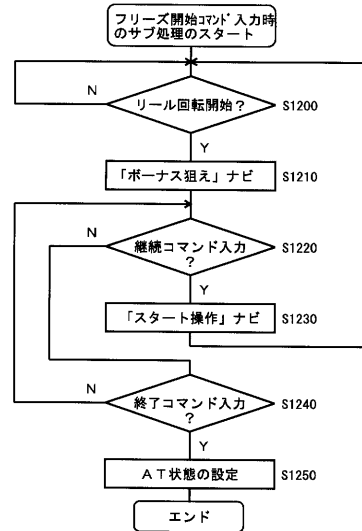 フリーズ開始ｺﾏﾝﾄﾞ入力時
のサブ処理のスタート
N
リール回転開始？
S1200
Y
「ボーナス狙え」ナビ
S1210
N
継続コマンド入力
？
S1220
Y
「スタート操作」ナビ
S1230
N
終了コマンド入力
？
S1240
Y
ＡＴ状態の設定
S1250
エンド